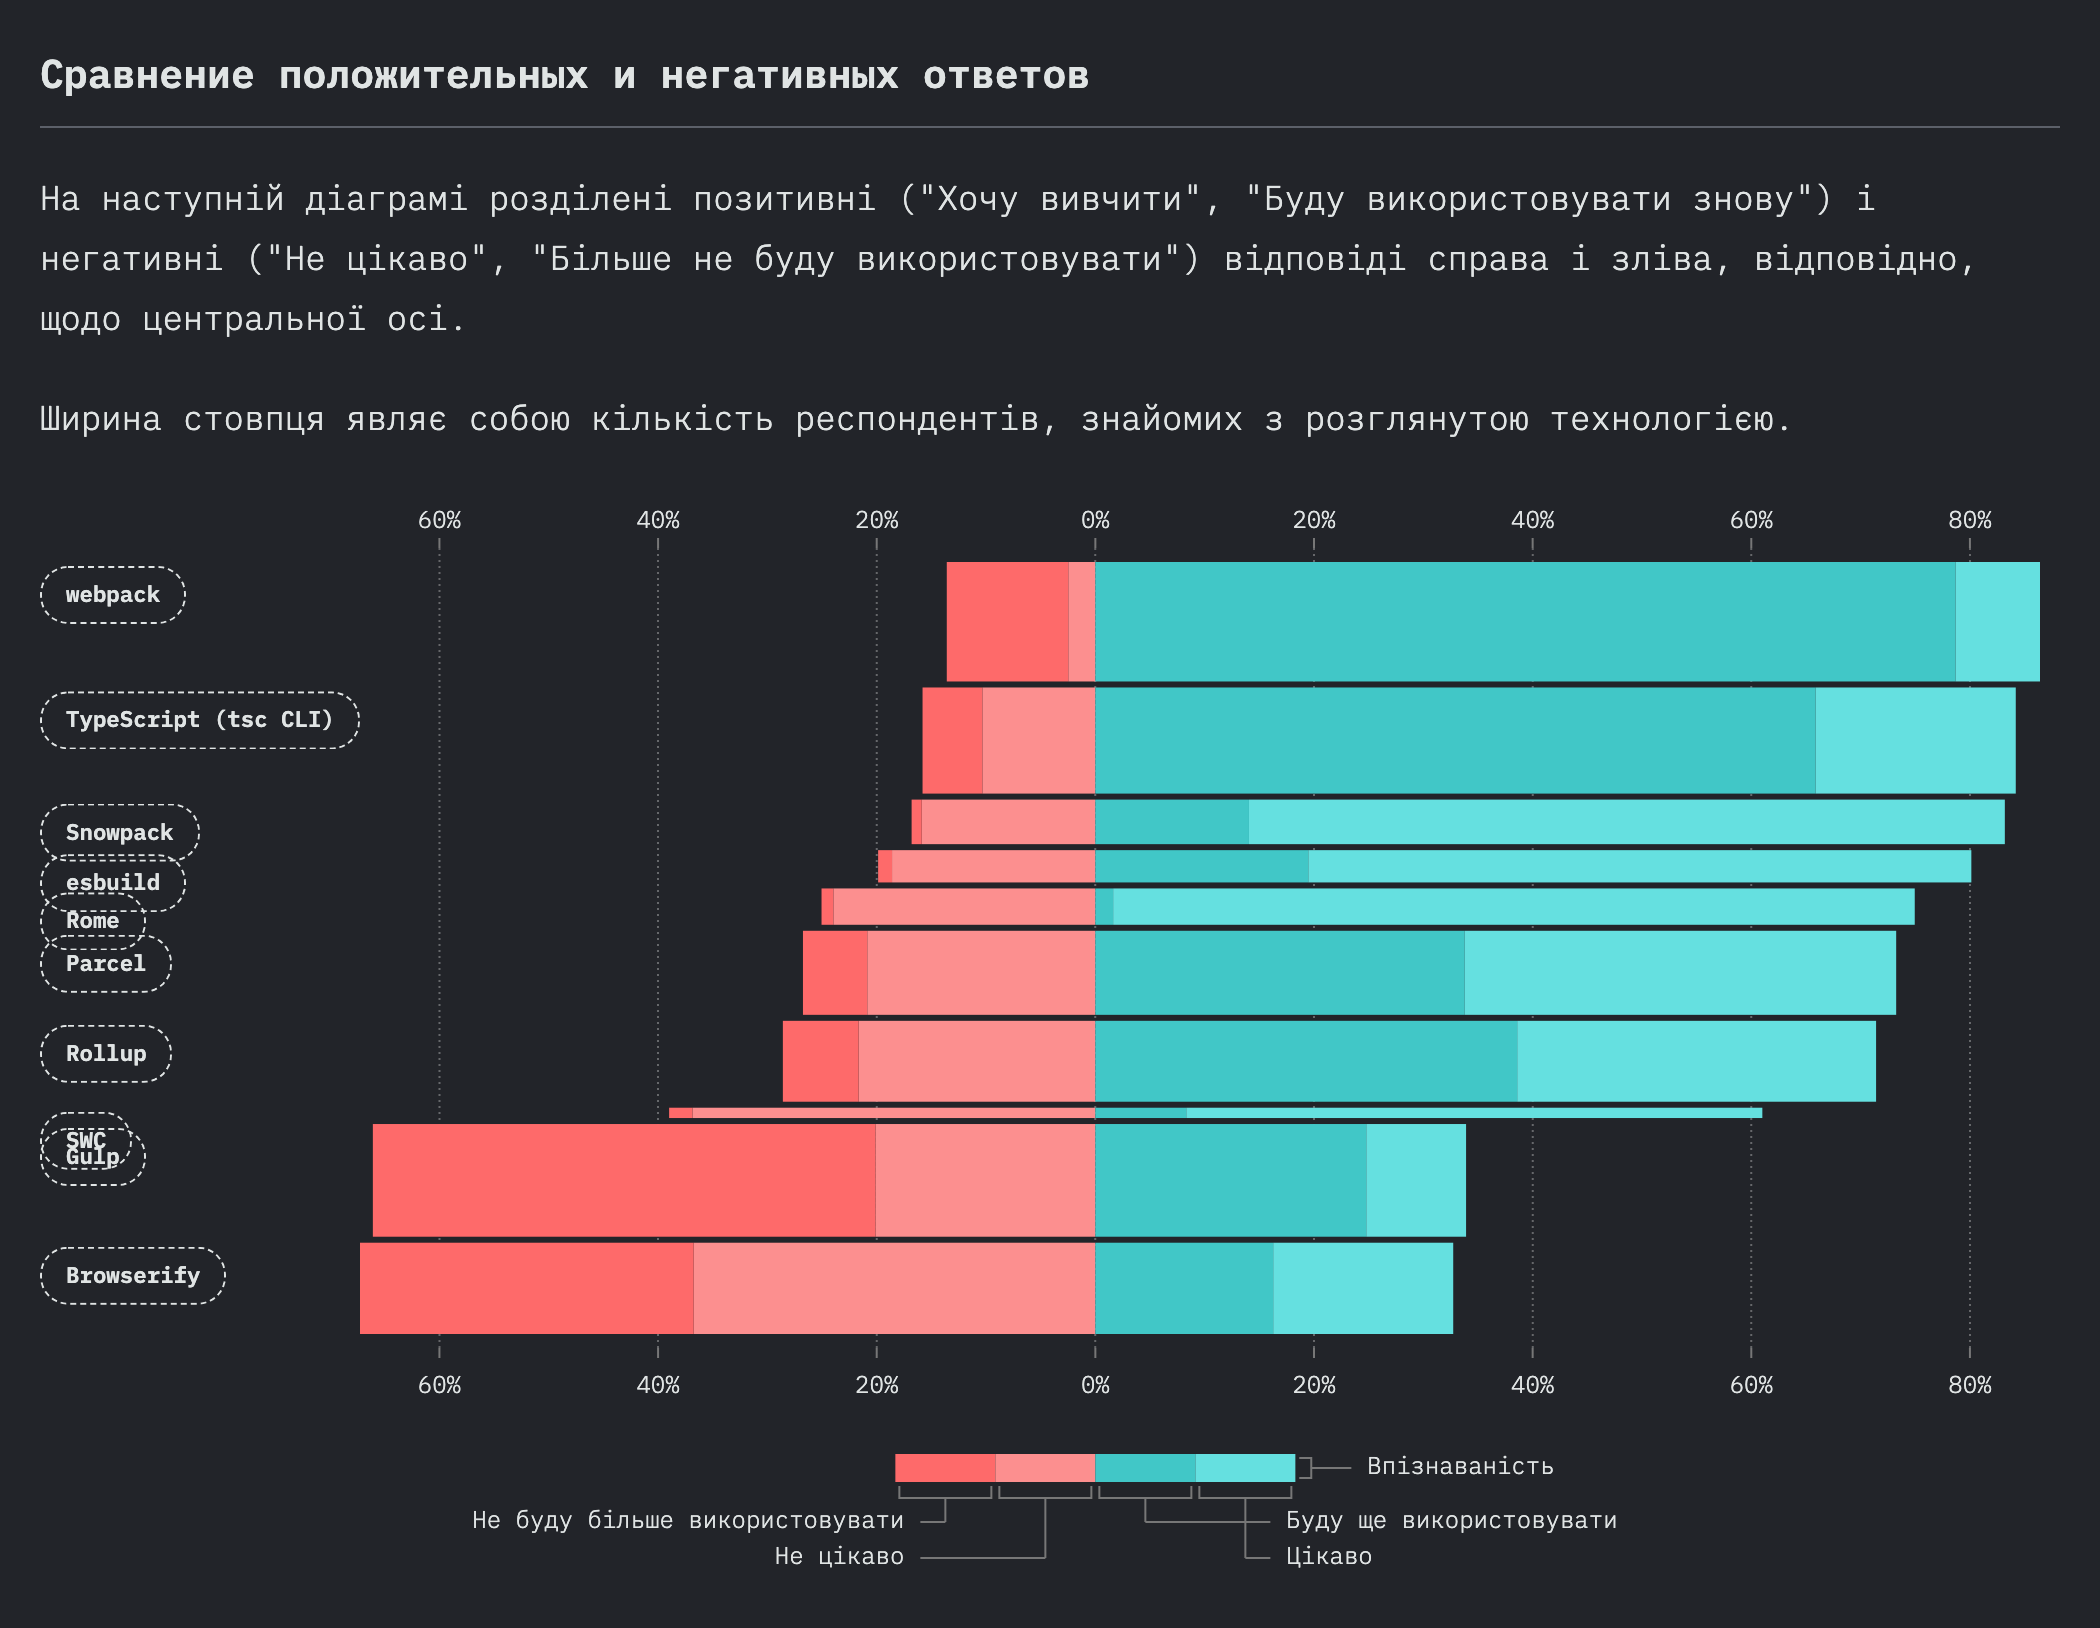 Сравнение положительных и негативных ответов
На наступній діаграмі розділені позитивні ("Хочу вивчити", "Буду використовувати знову") і
негативні ("Не цікаво", "Більше не буду використовувати") відповіді справа і зліва, відповідно,
щодо центральної осі.
Ширина стовпця являє собою кількість респондентів, знайомих з розглянутою технологією.
60% 40% 20% 0% 20% 40% 60% 80%
webpack
TypeScript (tsc CLI)
Snowpack
esbuild
Rome
Parcel
Rollup
SWC
Gulp
Browserify
60% 40% 20% 0% 20% 40% 60% 80%
Впізнаваність
Не буду більше використовувати Буду ще використовувати
Не цікаво Цікаво